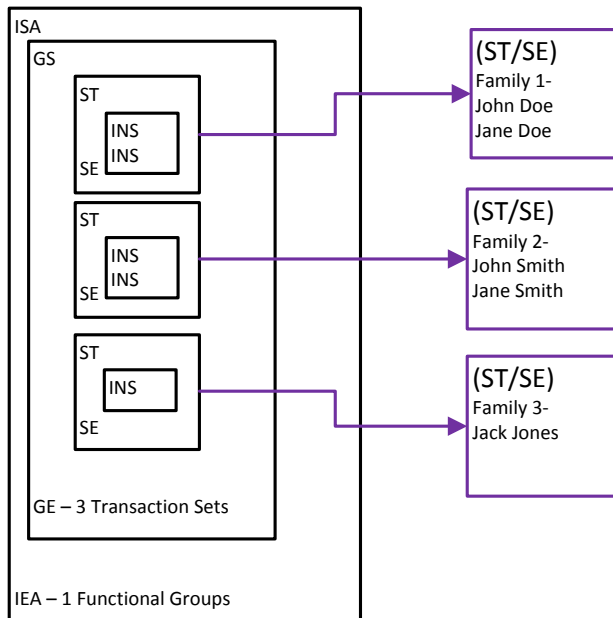 ISA
GS
ST
INS
INS
SE
ST
INS
INS
SE
ST
INS
SE
GE – 3 Transaction Sets
IEA – 1 Functional Groups
(ST/SE)
Family 1-
John Doe
Jane Doe
(ST/SE)
Family 2-
John Smith
Jane Smith
(ST/SE)
Family 3-
Jack Jones